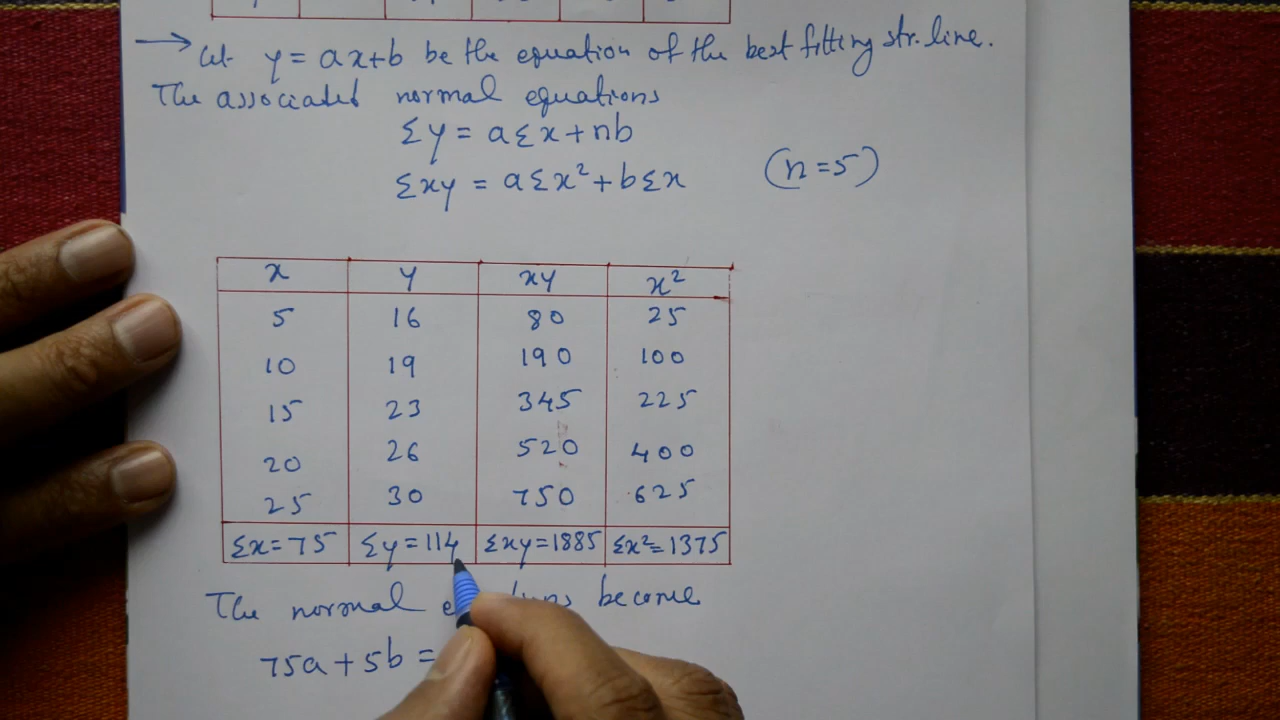 → Let y = ax+b be the equation of the best fitting str. line.
The associated normal equations
Σy = aΣx + nb
Σxy = aΣx² + bΣx (n=5)
x y xy x²
5 16 80 25
10 19 190 100
15 23 345 225
20 26 520 400
25 30 750 625
Σx=75 Σy=114 Σxy=1885 Σx²=1375
The normal become
75a + 5b =